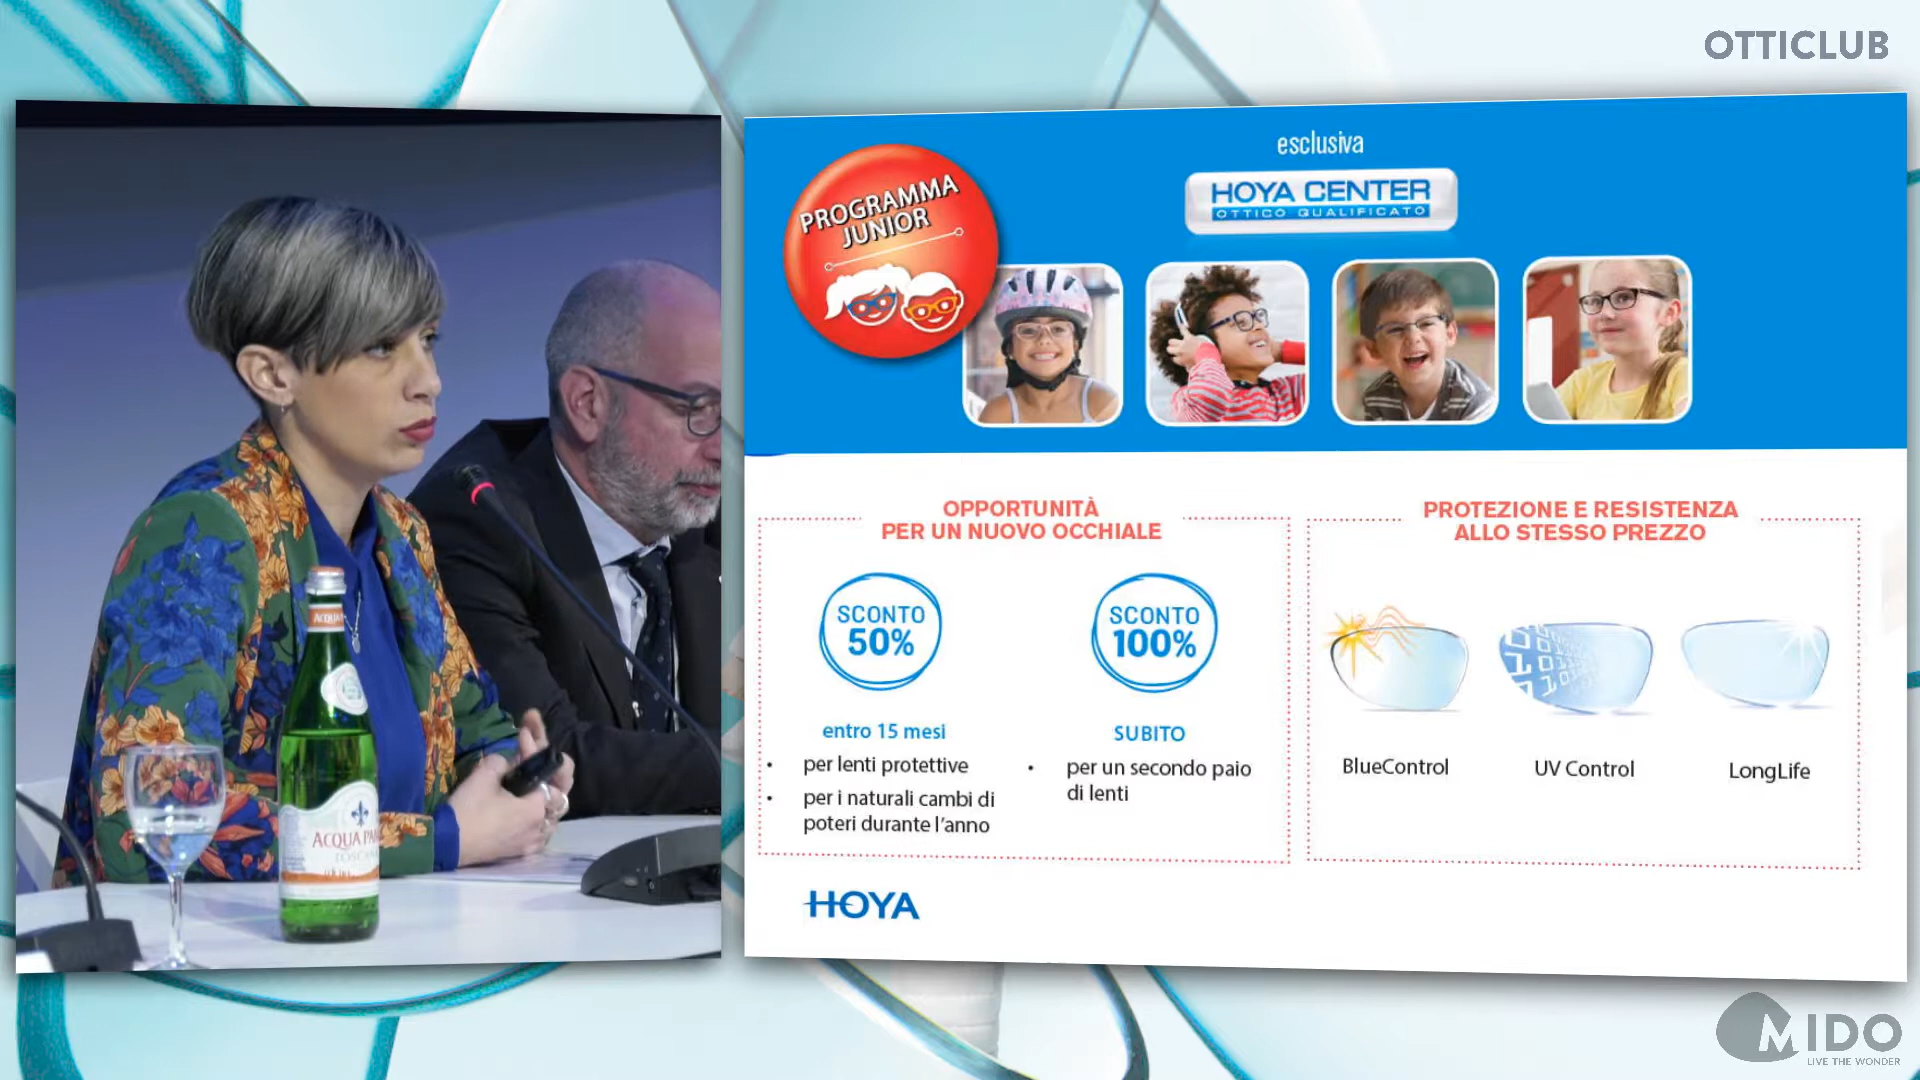 OTTICLUB
esclusiva
HOYA CENTER
OTTICO QUALIFICATO
PROGRAMMA
JUNIOR
OPPORTUNITÀ
PER UN NUOVO OCCHIALE
SCONTO
50%
entro 15 mesi
• per lenti protettive
• per i naturali cambi di
poteri durante l'anno
SCONTO
100%
SUBITO
• per un secondo paio
di lenti
PROTEZIONE E RESISTENZA
ALLO STESSO PREZZO
BlueControl
UV Control
LongLife
HOYA
ACQUA PAN
TOSCANA
MIDO
LIVE THE WONDER